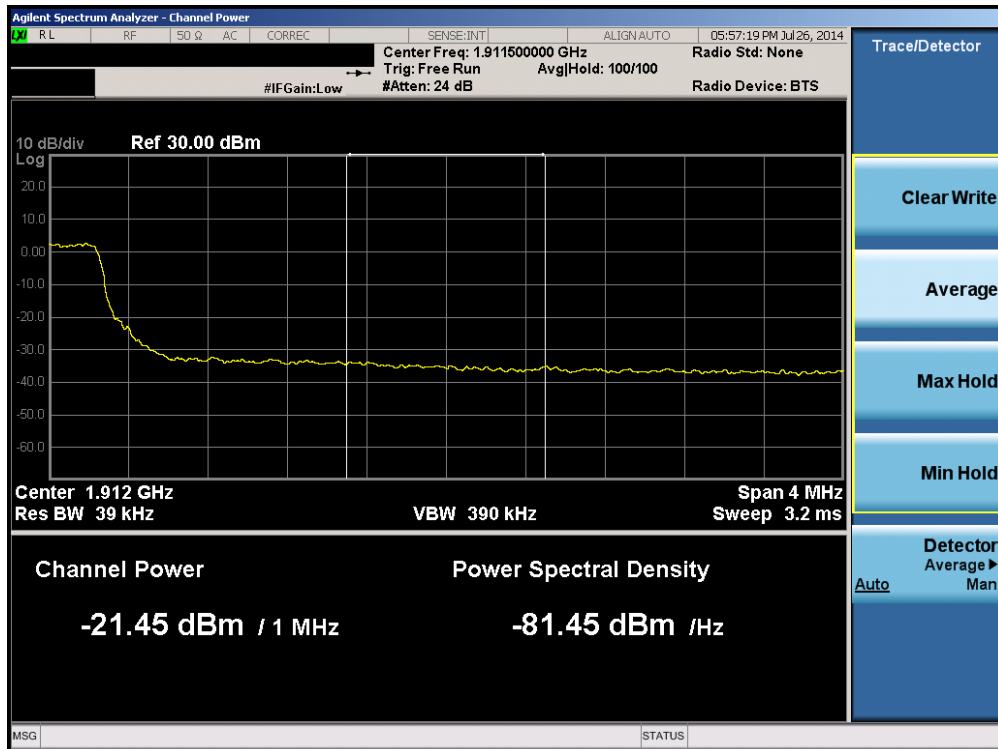 Agilent Spectrum Analyzer - Channel Power
LXI RL RF 50 Ω AC CORREC SENSE:INT ALIGN AUTO 05:57:19 PM Jul 26, 2014
Center Freq: 1.911500000 GHz Radio Std: None
Trig: Free Run Avg|Hold: 100/100
#IFGain:Low #Atten: 24 dB Radio Device: BTS
Trace/Detector
10 dB/div Ref 30.00 dBm
Log
20.0
10.0
0.00
-10.0
-20.0
-30.0
-40.0
-50.0
-60.0
Center 1.912 GHz Span 4 MHz
Res BW 39 kHz VBW 390 kHz Sweep 3.2 ms
Channel Power Power Spectral Density
-21.45 dBm / 1 MHz -81.45 dBm /Hz
Clear Write
Average
Max Hold
Min Hold
Detector
Average▶
Auto Man
MSG STATUS